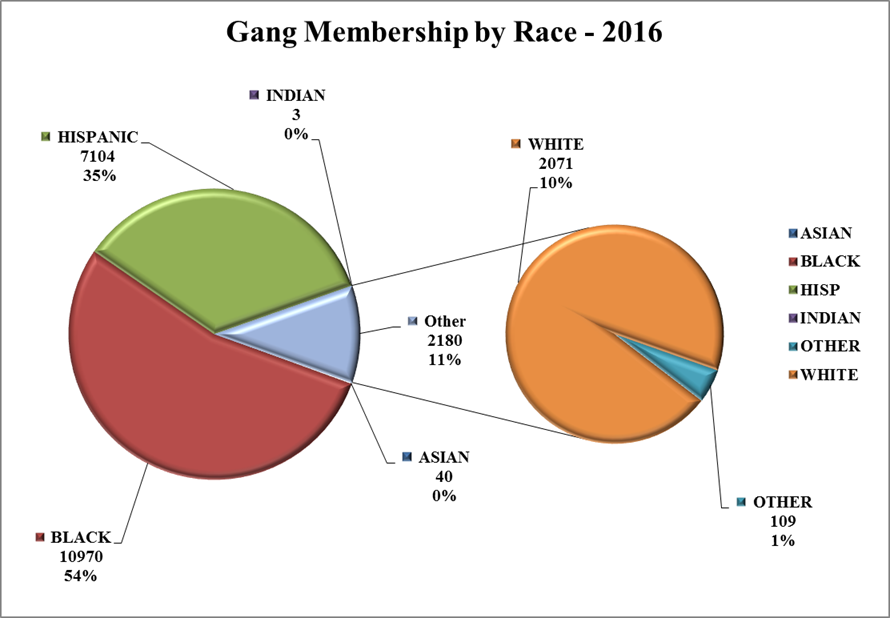 Gang Membership by Race - 2016
INDIAN
3
0%
HISPANIC
7104
35%
WHITE
2071
10%
Other
2180
11%
ASIAN
40
0%
BLACK
10970
54%
OTHER
109
1%
ASIAN
BLACK
HISP
INDIAN
OTHER
WHITE